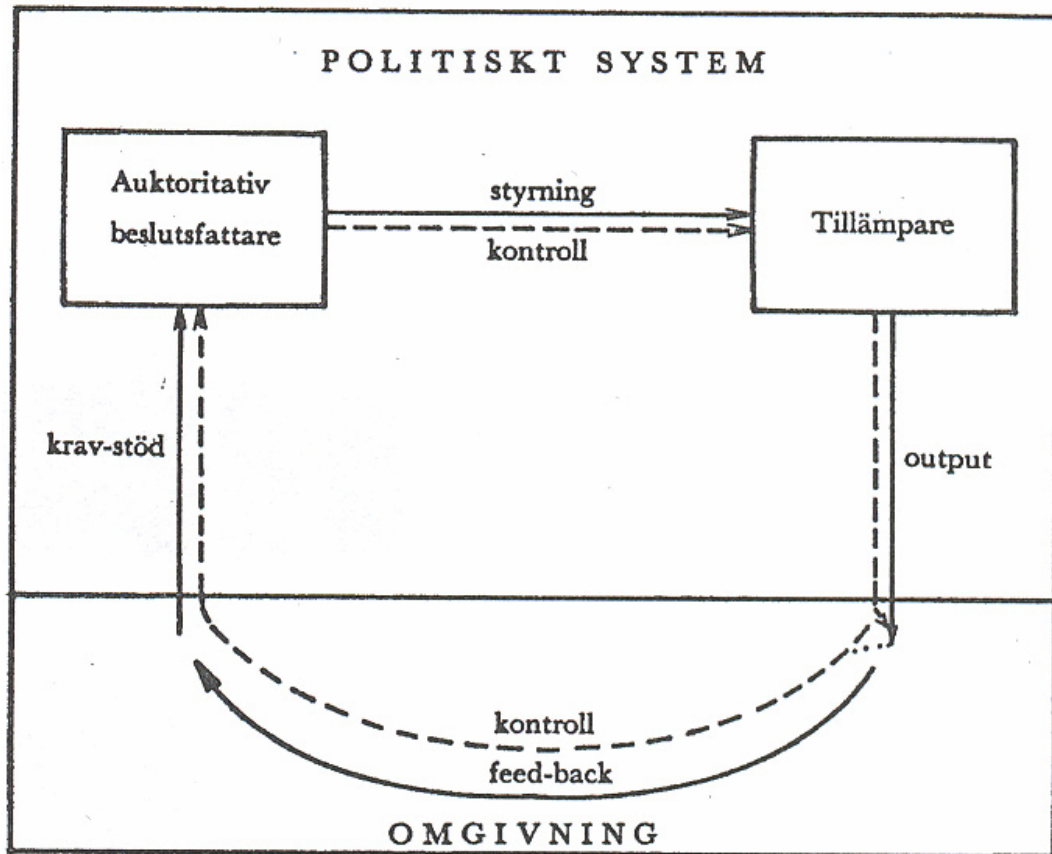 POLITISKT SYSTEM
Auktoritativ
beslutsfattare
styrning
kontroll
Tillämpare
krav-stöd
output
kontroll
feed-back
OMGIVNING